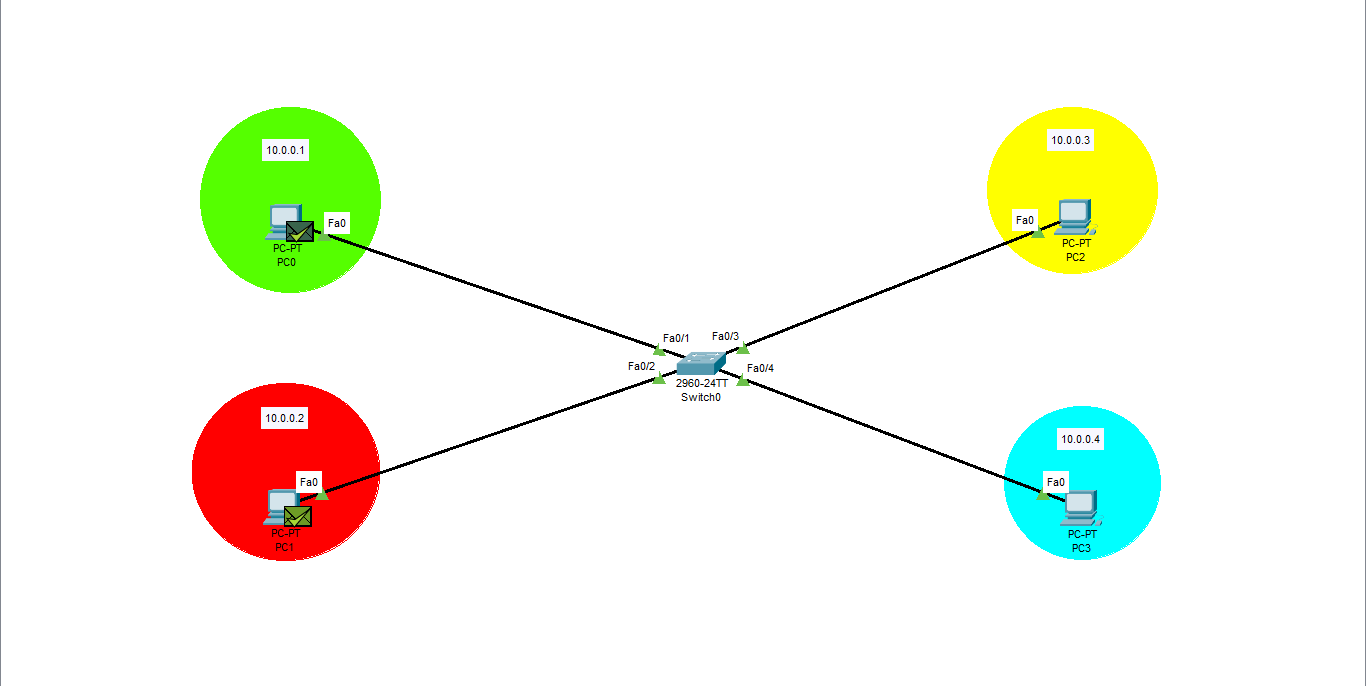 10.0.0.1
Fa0
PC-PT
PC0
10.0.0.3
Fa0
PC-PT
PC2
Fa0/1
Fa0/3
Fa0/2
Fa0/4
2960-24TT
Switch0
10.0.0.2
Fa0
PC-PT
PC1
10.0.0.4
Fa0
PC-PT
PC3